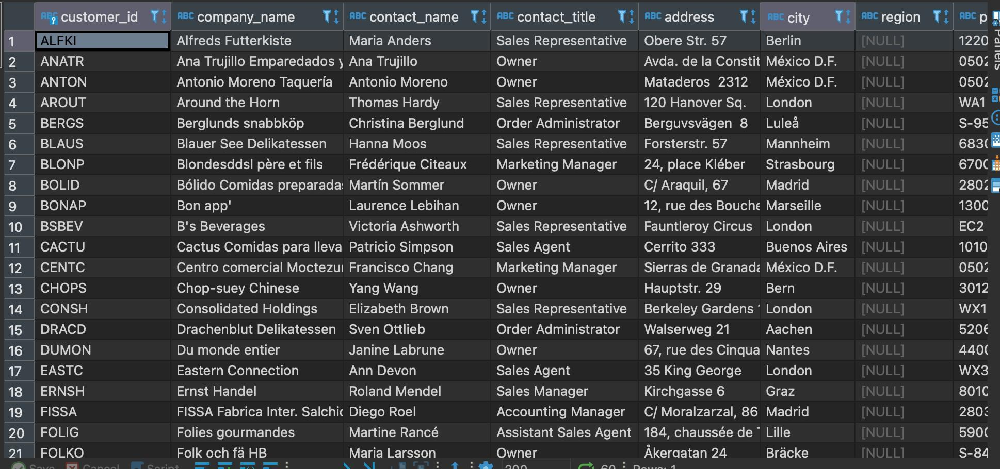 ABC customer_id ABC company_name ABC contact_name ABC contact_title ABC address ABC city ABC region ABC p
1 ALFKI Alfreds Futterkiste Maria Anders Sales Representative Obere Str. 57 Berlin [NULL] 1220
2 ANATR Ana Trujillo Emparedados y Ana Trujillo Owner Avda. de la Constit México D.F. [NULL] 0502
3 ANTON Antonio Moreno Taquería Antonio Moreno Owner Mataderos  2312 México D.F. [NULL] 0502
4 AROUT Around the Horn Thomas Hardy Sales Representative 120 Hanover Sq. London [NULL] WA1
5 BERGS Berglunds snabbköp Christina Berglund Order Administrator Berguvsvägen  8 Luleå [NULL] S-95
6 BLAUS Blauer See Delikatessen Hanna Moos Sales Representative Forsterstr. 57 Mannheim [NULL] 6830
7 BLONP Blondesddsl père et fils Frédérique Citeaux Marketing Manager 24, place Kléber Strasbourg [NULL] 6700
8 BOLID Bólido Comidas preparadas Martín Sommer Owner C/ Araquil, 67 Madrid [NULL] 2802
9 BONAP Bon app' Laurence Lebihan Owner 12, rue des Bouche Marseille [NULL] 1300
10 BSBEV B's Beverages Victoria Ashworth Sales Representative Fauntleroy Circus London [NULL] EC2
11 CACTU Cactus Comidas para lleva Patricio Simpson Sales Agent Cerrito 333 Buenos Aires [NULL] 1010
12 CENTC Centro comercial Moctezu Francisco Chang Marketing Manager Sierras de Granada México D.F. [NULL] 0502
13 CHOPS Chop-suey Chinese Yang Wang Owner Hauptstr. 29 Bern [NULL] 3012
14 CONSH Consolidated Holdings Elizabeth Brown Sales Representative Berkeley Gardens London [NULL] WX1
15 DRACD Drachenblut Delikatessen Sven Ottlieb Order Administrator Walserweg 21 Aachen [NULL] 5206
16 DUMON Du monde entier Janine Labrune Owner 67, rue des Cinqua Nantes [NULL] 4400
17 EASTC Eastern Connection Ann Devon Sales Agent 35 King George London [NULL] WX3
18 ERNSH Ernst Handel Roland Mendel Sales Manager Kirchgasse 6 Graz [NULL] 8010
19 FISSA FISSA Fabrica Inter. Salchic Diego Roel Accounting Manager C/ Moralzarzal, 86 Madrid [NULL] 2803
20 FOLIG Folies gourmandes Martine Rancé Assistant Sales Agent 184, chaussée de Lille [NULL] 5900
21 FOLKO Folk och fä HB Maria Larsson Owner Åkergatan 24 Bräcke [NULL] S-84
Save Cancel Script 200 60 Rows: 1
Panels